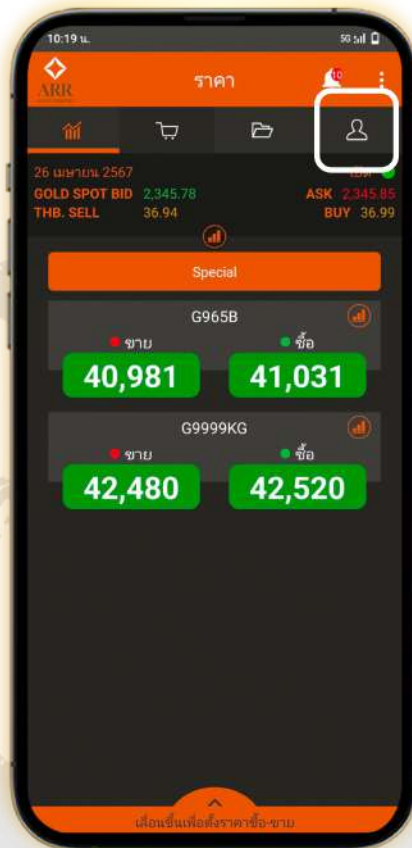 10:19 น. 5G
ARR
ราคา
10
26 เมษายน 2567 เปิด
GOLD SPOT BID 2,345.78 ASK 2,345.85
THB. SELL 36.94 BUY 36.99
Special
G965B
ขาย ซื้อ
40,981 41,031
G9999KG
ขาย ซื้อ
42,480 42,520
เลื่อนขึ้นเพื่อตั้งราคาซื้อ-ขาย